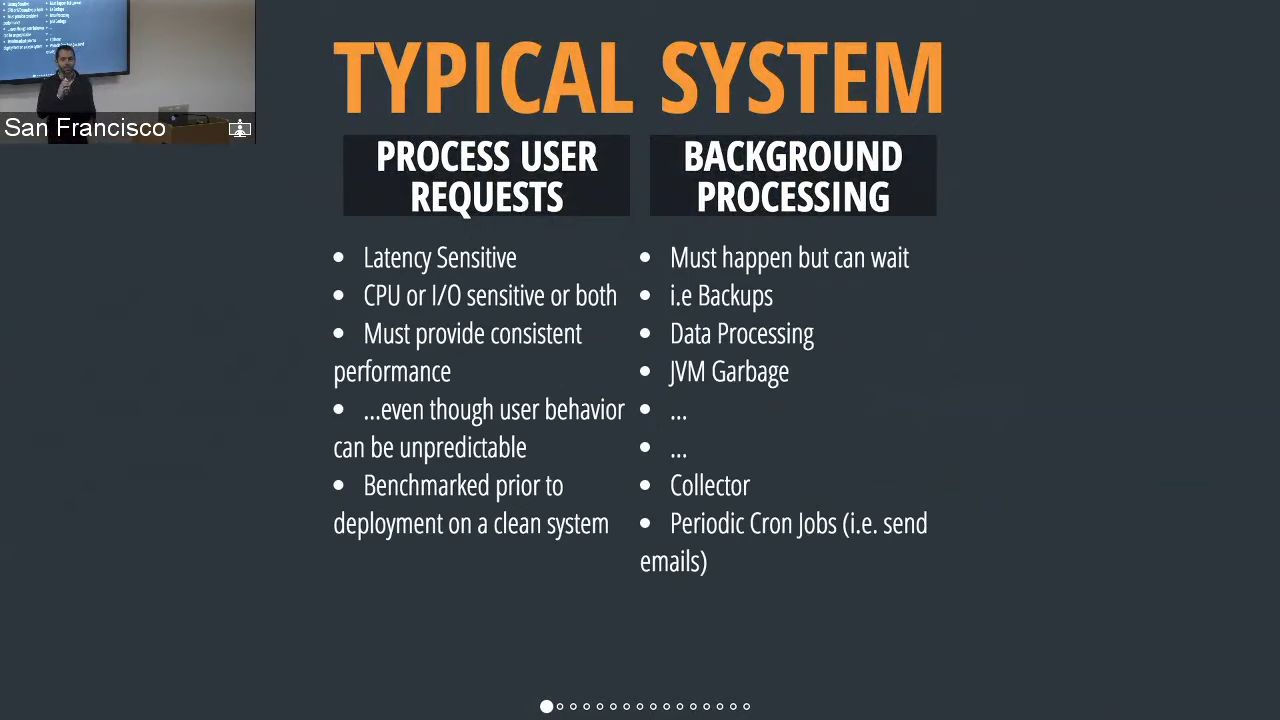 San Francisco
TYPICAL SYSTEM
PROCESS USER
REQUESTS
• Latency Sensitive
• CPU or I/O sensitive or both
• Must provide consistent
performance
• ...even though user behavior
can be unpredictable
• Benchmarked prior to
deployment on a clean system
BACKGROUND
PROCESSING
• Must happen but can wait
• i.e Backups
• Data Processing
• JVM Garbage
• ...
• ...
• Collector
• Periodic Cron Jobs (i.e. send
emails)